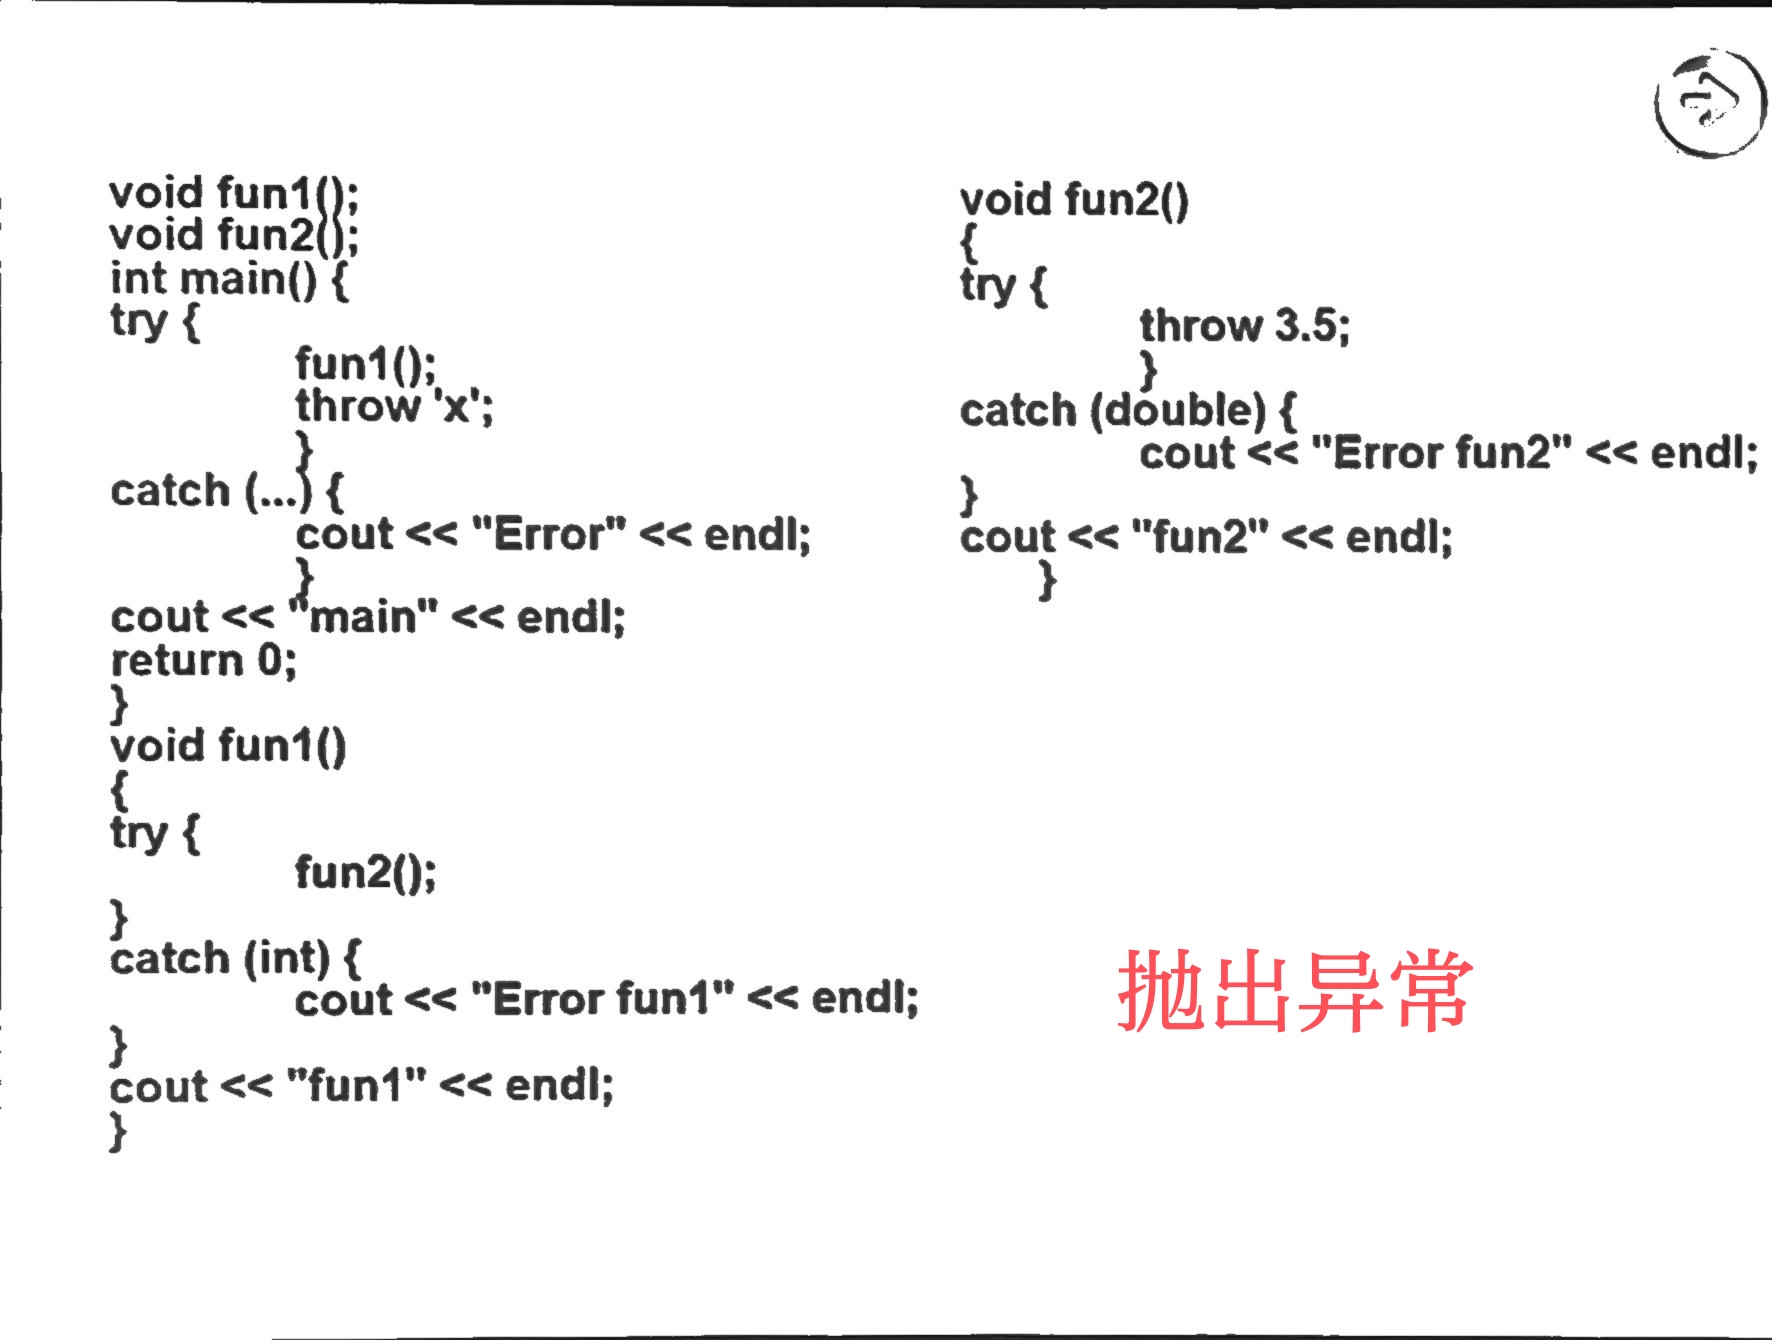 void fun1();
void fun2();
int main() {
try {
fun1();
throw 'x';
}
catch (...) {
cout << "Error" << endl;
}
cout << "main" << endl;
return 0;
}
void fun1()
{
try {
fun2();
}
catch (int) {
cout << "Error fun1" << endl;
}
cout << "fun1" << endl;
}
void fun2()
{
try {
throw 3.5;
}
catch (double) {
cout << "Error fun2" << endl;
}
cout << "fun2" << endl;
}
抛出异常